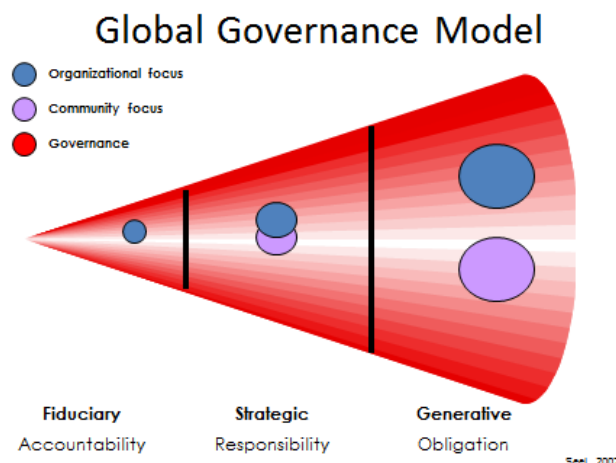 Global Governance Model
Organizational focus
Community focus
Governance
Fiduciary
Strategic
Generative
Accountability
Responsibility
Obligation